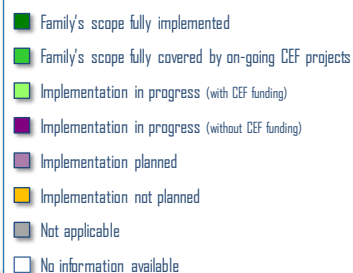 Family's scope fully implemented
Family's scope fully covered by on-going CEF projects
Implementation in progress (with CEF funding)
Implementation in progress (without CEF funding)
Implementation planned
Implementation not planned
Not applicable
No information available